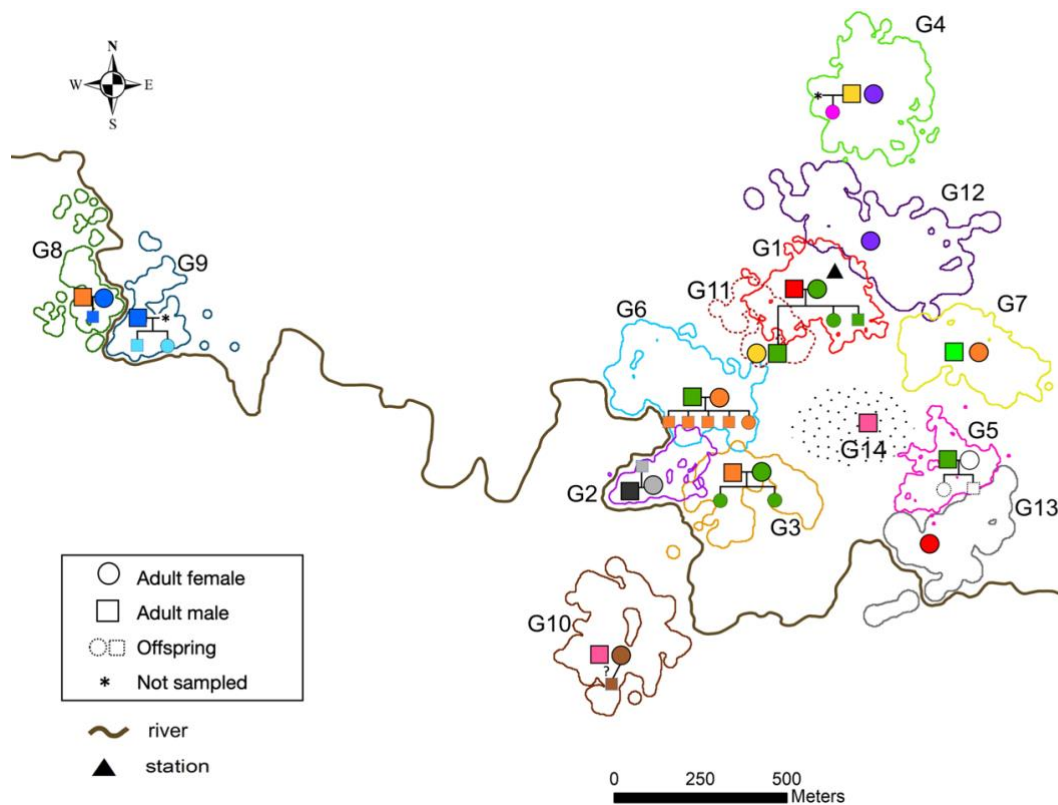 G4
N
W E
S
G12
G8
G9
G1
G11
G7
G6
G14
G5
G2
G3
G13
G10
?
Adult female
Adult male
Offspring
* Not sampled
river
station
0 250 500
Meters